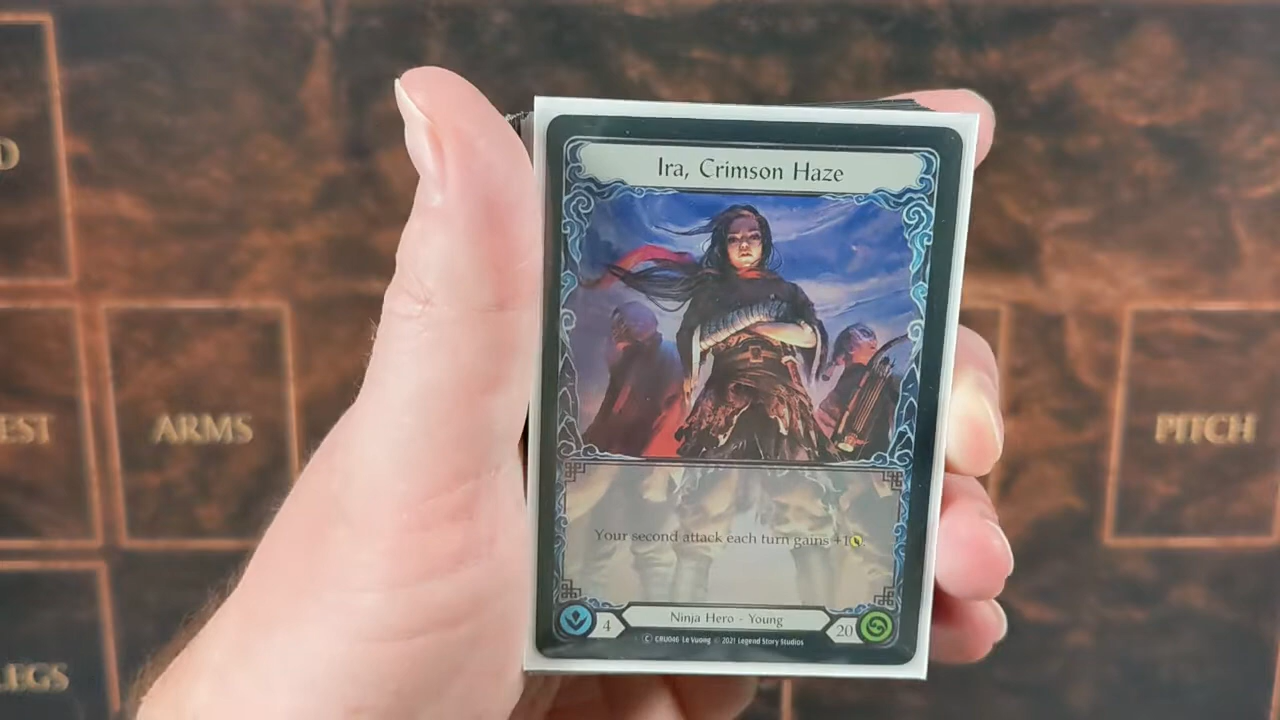 D
Ira, Crimson Haze
EST
ARMS
PITCH
Your second attack each turn gains +1
4
Ninja Hero - Young
20
C CRU046 Le Vuong © 2021 Legend Story Studios
LEGS